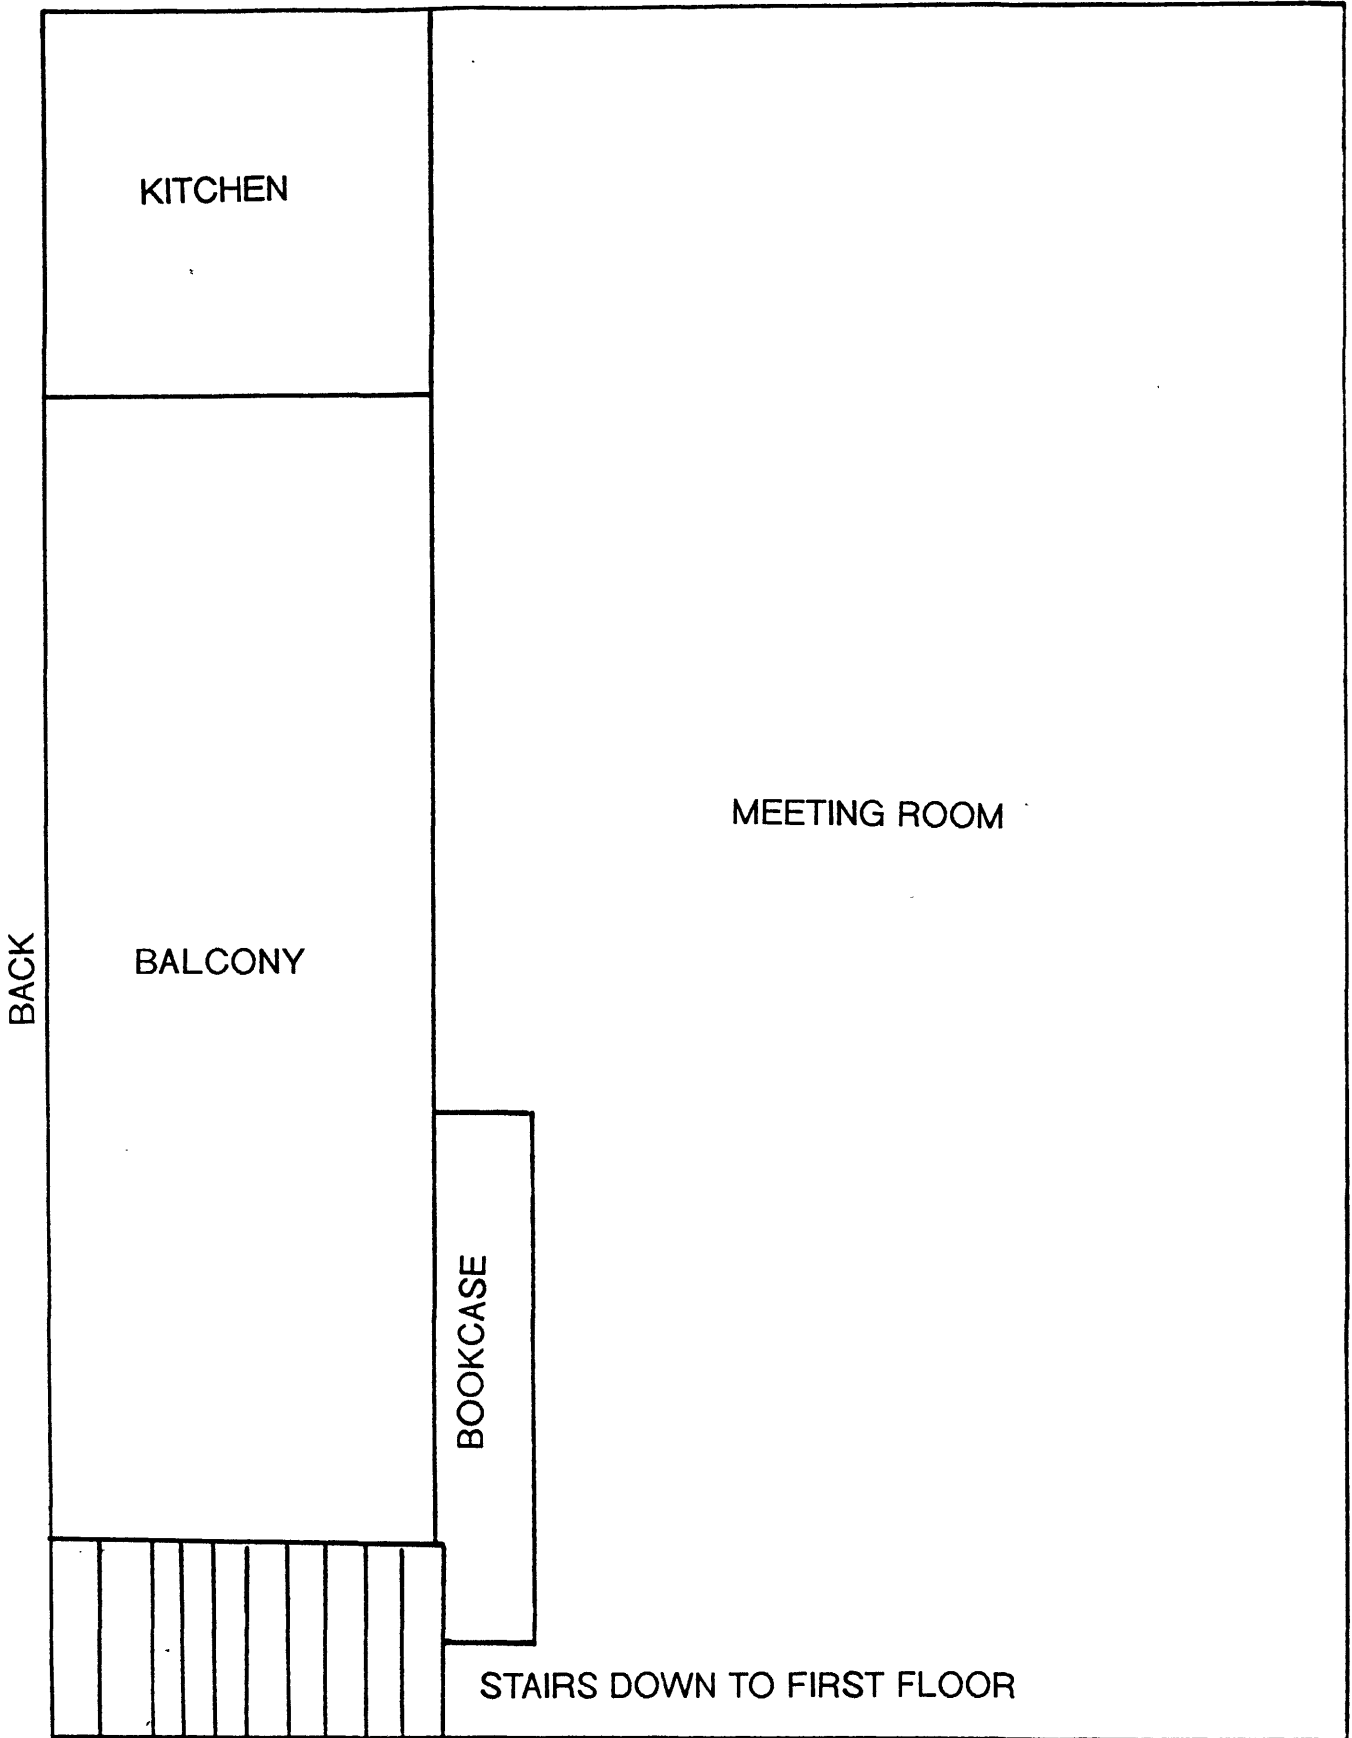 KITCHEN
MEETING ROOM
BACK
BALCONY
BOOKCASE
STAIRS DOWN TO FIRST FLOOR